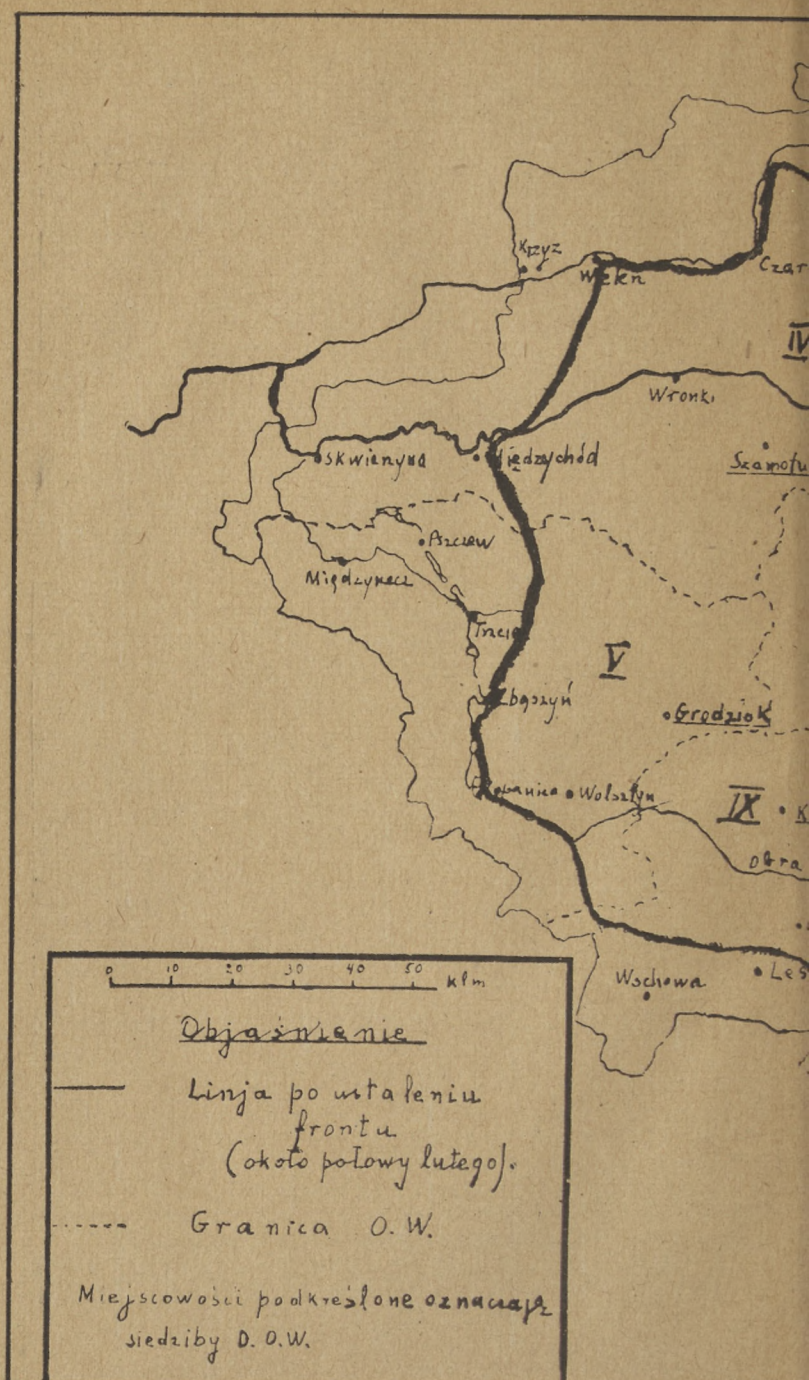 Krzyż
Wieleń
Czar
IV
Wronki
Skwierzyna
Międzychód
Szamotu
Pszczew
Międzyrzecz
Trzcie
V
Zbąszyń
Grodzisk
Kopanica
Wolsztyn
IX
K
Obra
Wschowa
Les
0 10 20 30 40 50 klm
Objaśnienie
Linja po ustaleniu
frontu
(około połowy lutego).
Granica O.W.
Miejscowości podkreślone oznaczają
siedziby D.O.W.